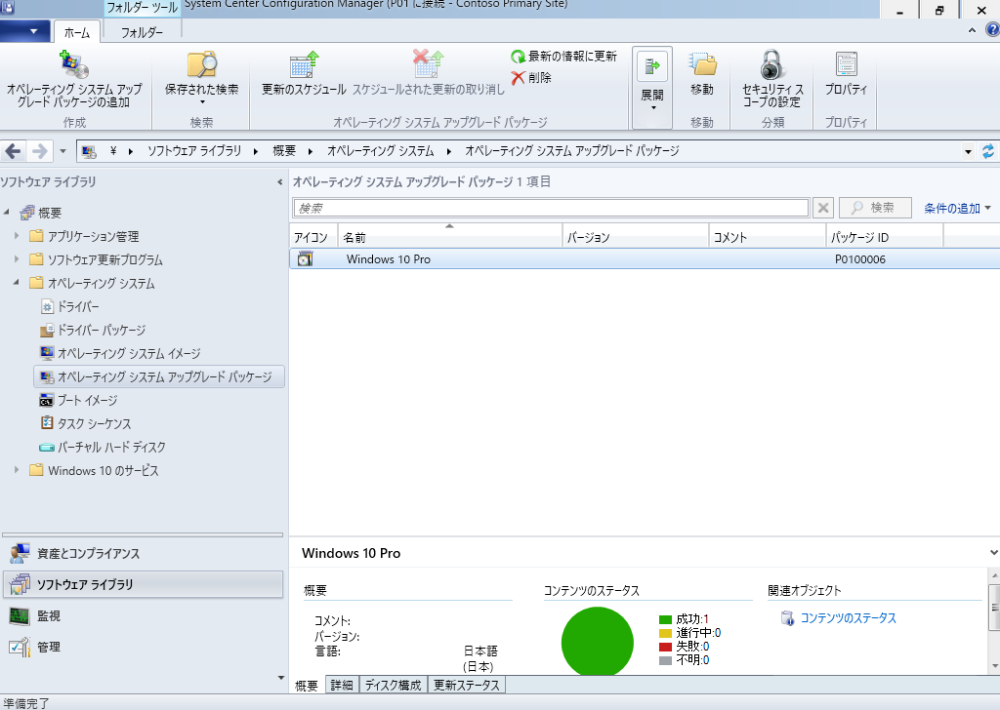 フォルダー ツール
System Center Configuration Manager (P01 に接続 - Contoso Primary Site)
ホーム
フォルダー
オペレーティング システム アップ
グレード パッケージの追加
作成
保存された検索
検索
更新のスケジュール
スケジュールされた更新の取り消し
最新の情報に更新
削除
オペレーティング システム アップグレード パッケージ
展開
移動
移動
セキュリティ ス
コープの設定
分類
プロパティ
プロパティ
¥ ソフトウェア ライブラリ 概要 オペレーティング システム オペレーティング システム アップグレード パッケージ
ソフトウェア ライブラリ
概要
アプリケーション管理
ソフトウェア更新プログラム
オペレーティング システム
ドライバー
ドライバー パッケージ
オペレーティング システム イメージ
オペレーティング システム アップグレード パッケージ
ブート イメージ
タスク シーケンス
バーチャル ハード ディスク
Windows 10 のサービス
資産とコンプライアンス
ソフトウェア ライブラリ
監視
管理
オペレーティング システム アップグレード パッケージ 1 項目
検索
検索
条件の追加
アイコン 名前 バージョン コメント パッケージ ID
Windows 10 Pro P0100006
Windows 10 Pro
概要
コメント:
バージョン:
言語: 日本語
(日本)
コンテンツのステータス
成功:1
進行中:0
失敗:0
不明:0
関連オブジェクト
コンテンツのステータス
概要 詳細 ディスク構成 更新ステータス
準備完了